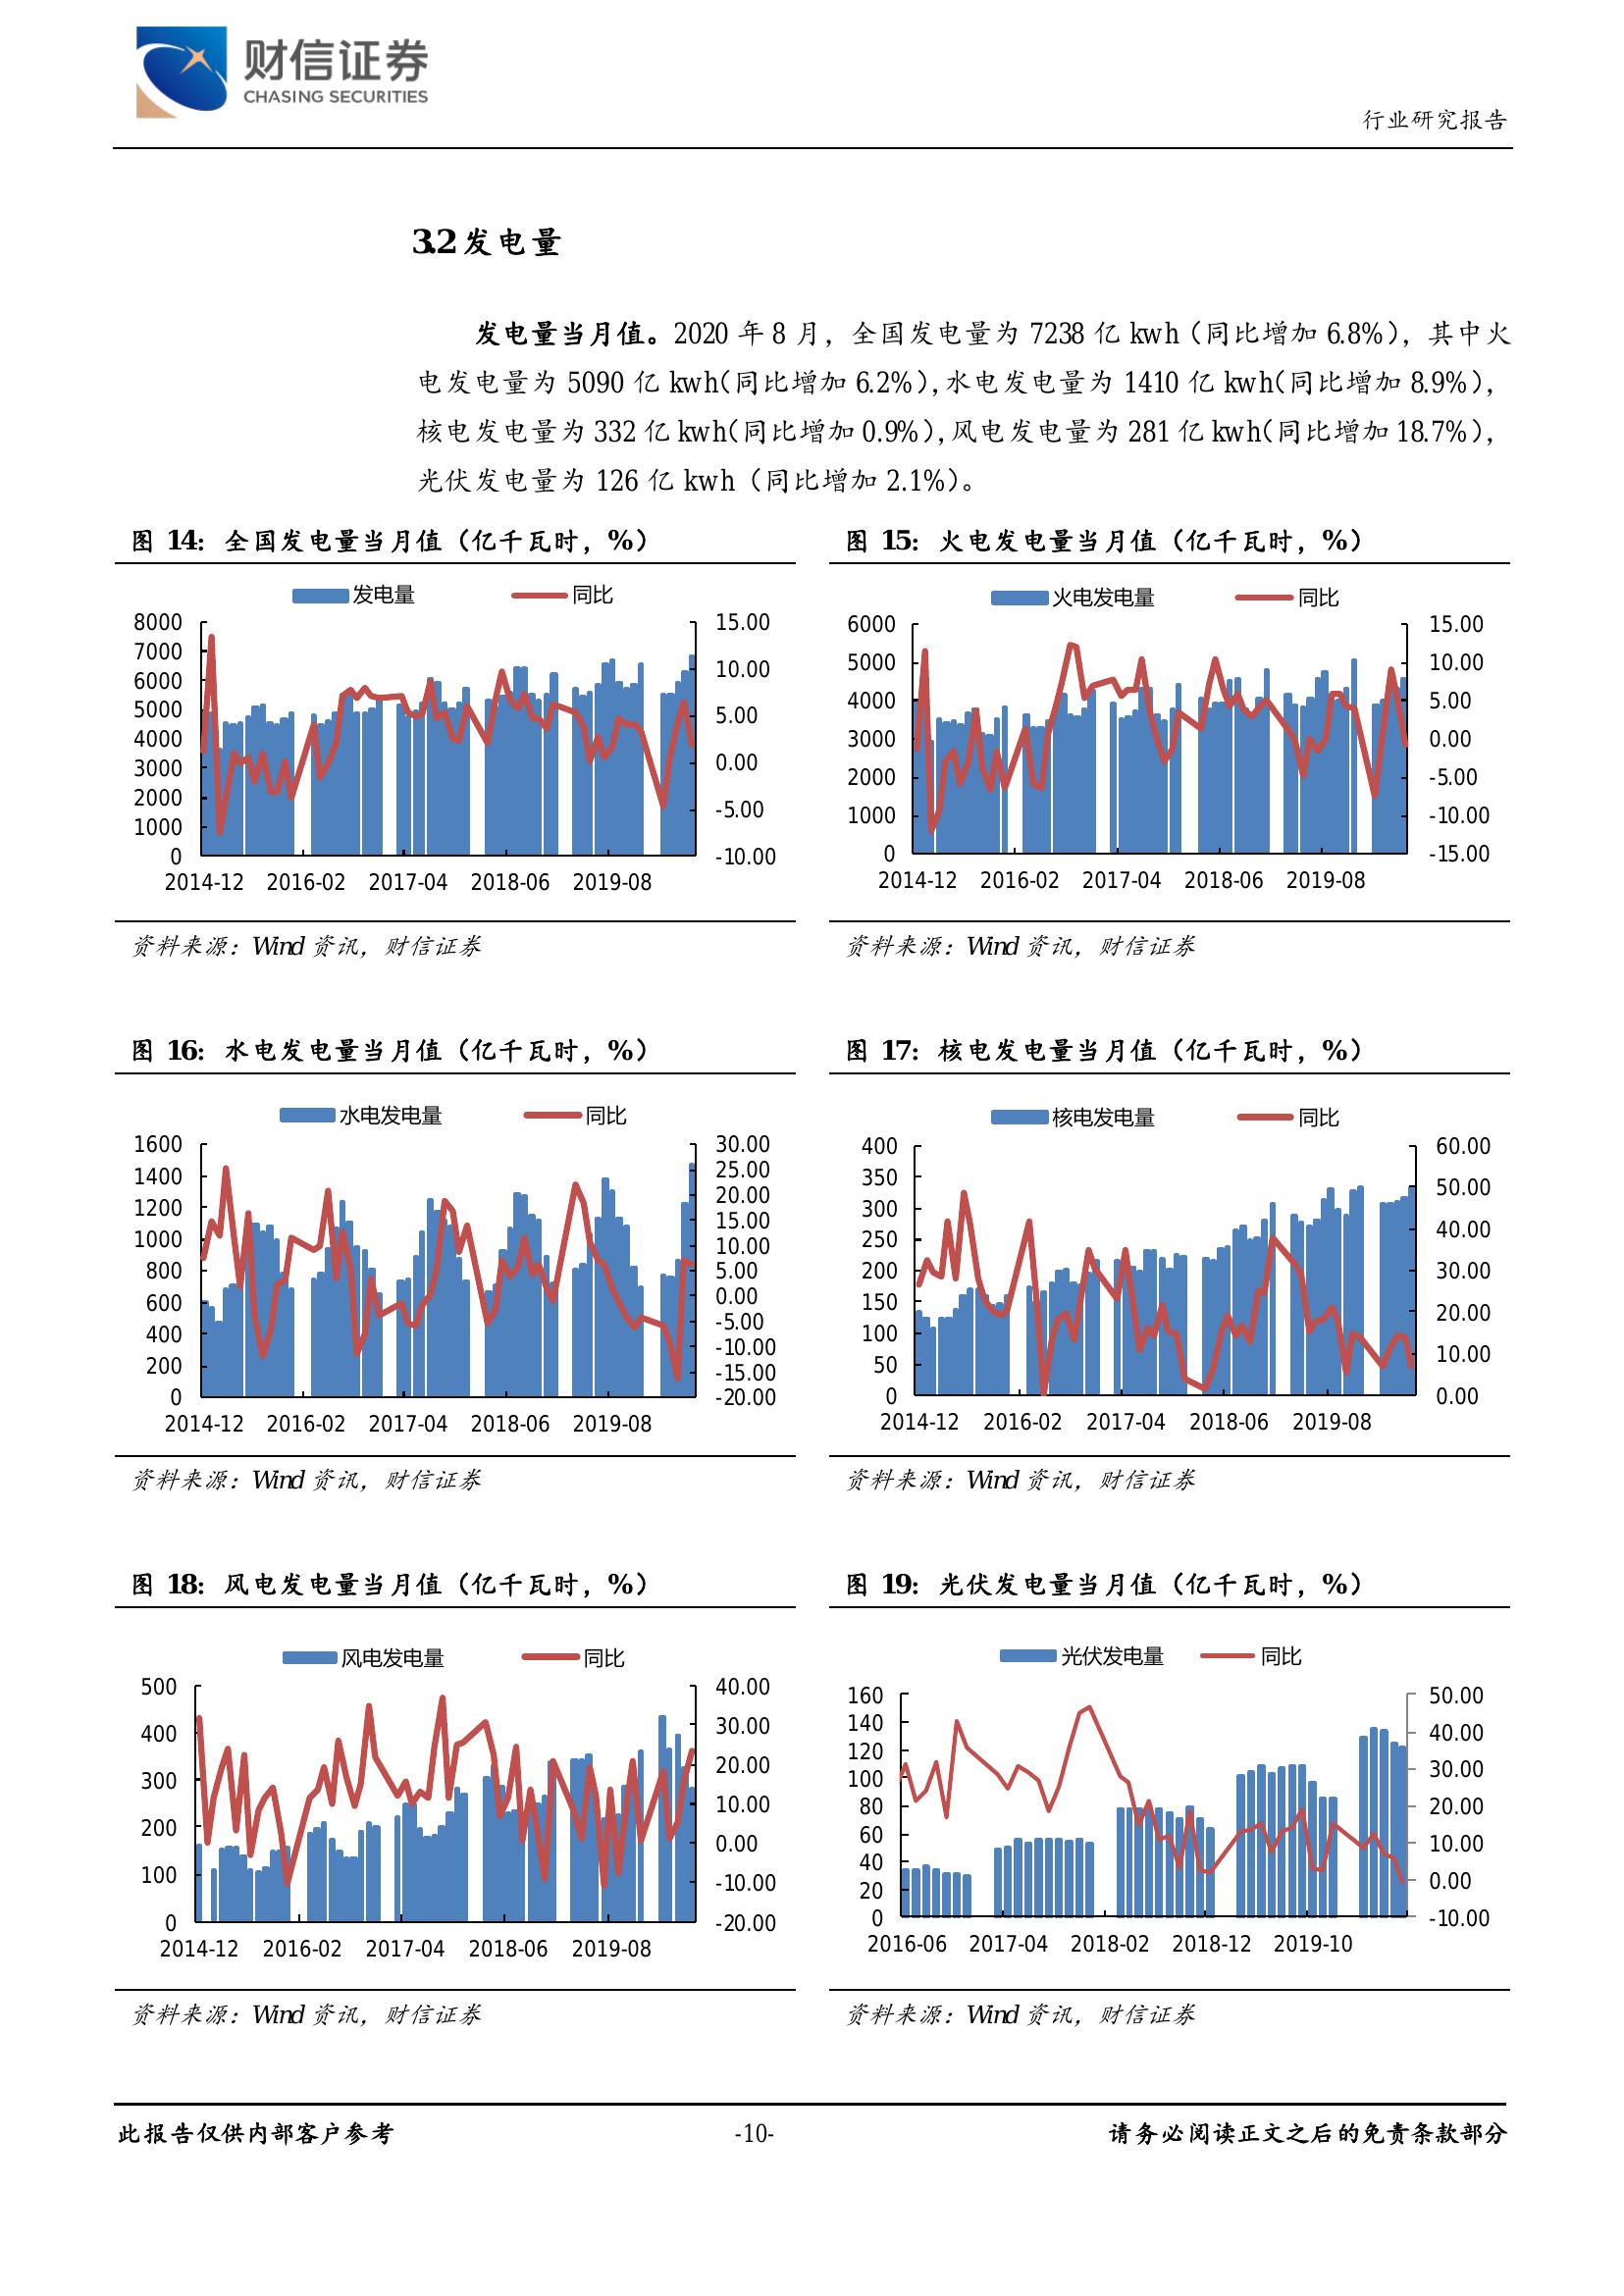 财信证券
CHASING SECURITIES
行业研究报告
3.2 发电量
发电量当月值。2020 年 8 月，全国发电量为 7238 亿 kwh（同比增加 6.8%），其中火
电发电量为 5090 亿 kwh(同比增加 6.2%),水电发电量为 1410 亿 kwh(同比增加 8.9%),
核电发电量为 332 亿 kwh(同比增加 0.9%),风电发电量为 281 亿 kwh(同比增加 18.7%),
光伏发电量为 126 亿 kwh（同比增加 2.1%）。
图 14：全国发电量当月值（亿千瓦时，%）
发电量 同比
8000 15.00
7000
6000 10.00
5000 5.00
4000
3000 0.00
2000 -5.00
1000
0 -10.00
2014-12 2016-02 2017-04 2018-06 2019-08
资料来源：Wind 资讯，财信证券
图 15：火电发电量当月值（亿千瓦时，%）
火电发电量 同比
6000 15.00
5000 10.00
4000 5.00
3000 0.00
2000 -5.00
1000 -10.00
0 -15.00
2014-12 2016-02 2017-04 2018-06 2019-08
资料来源：Wind 资讯，财信证券
图 16：水电发电量当月值（亿千瓦时，%）
水电发电量 同比
1600 30.00
25.00
1400 20.00
1200 15.00
1000 10.00
800 5.00
0.00
600 -5.00
400 -10.00
200 -15.00
0 -20.00
2014-12 2016-02 2017-04 2018-06 2019-08
资料来源：Wind 资讯，财信证券
图 17：核电发电量当月值（亿千瓦时，%）
核电发电量 同比
400 60.00
350 50.00
300
250 40.00
200 30.00
150 20.00
100
50 10.00
0 0.00
2014-12 2016-02 2017-04 2018-06 2019-08
资料来源：Wind 资讯，财信证券
图 18：风电发电量当月值（亿千瓦时，%）
风电发电量 同比
500 40.00
400 30.00
300 20.00
10.00
200 0.00
100 -10.00
0 -20.00
2014-12 2016-02 2017-04 2018-06 2019-08
资料来源：Wind 资讯，财信证券
图 19：光伏发电量当月值（亿千瓦时，%）
光伏发电量 同比
160 50.00
140 40.00
120
100 30.00
80 20.00
60 10.00
40 0.00
20
0 -10.00
2016-06 2017-04 2018-02 2018-12 2019-10
资料来源：Wind 资讯，财信证券
此报告仅供内部客户参考 -10- 请务必阅读正文之后的免责条款部分